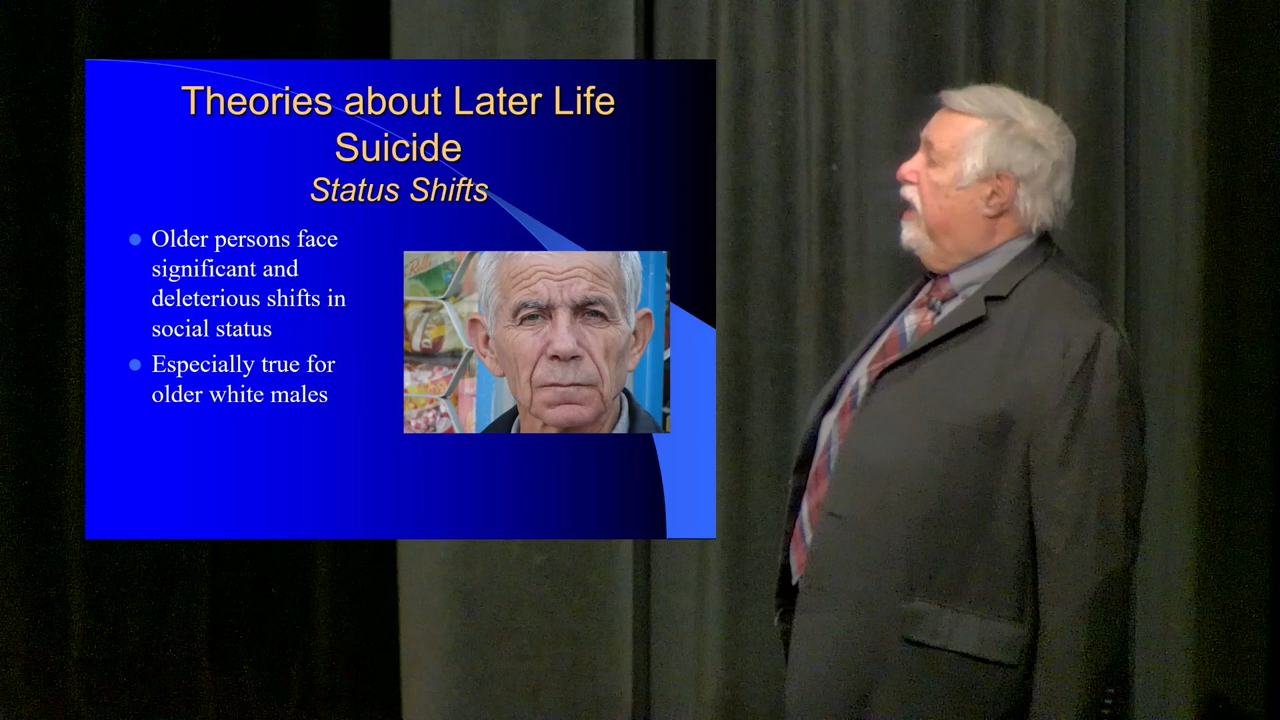 Theories about Later Life
Suicide
Status Shifts
Older persons face
significant and
deleterious shifts in
social status
Especially true for
older white males